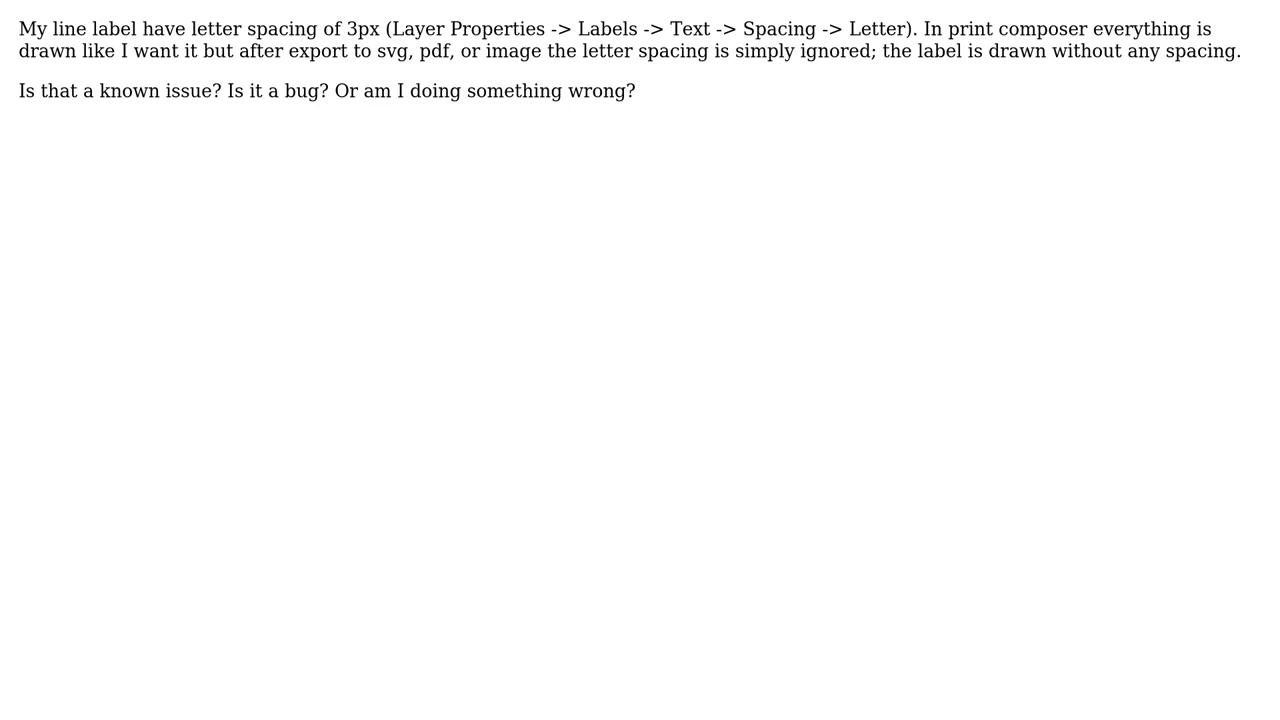 My line label have letter spacing of 3px (Layer Properties -> Labels -> Text -> Spacing -> Letter). In print composer everything is
drawn like I want it but after export to svg, pdf, or image the letter spacing is simply ignored; the label is drawn without any spacing.
Is that a known issue? Is it a bug? Or am I doing something wrong?